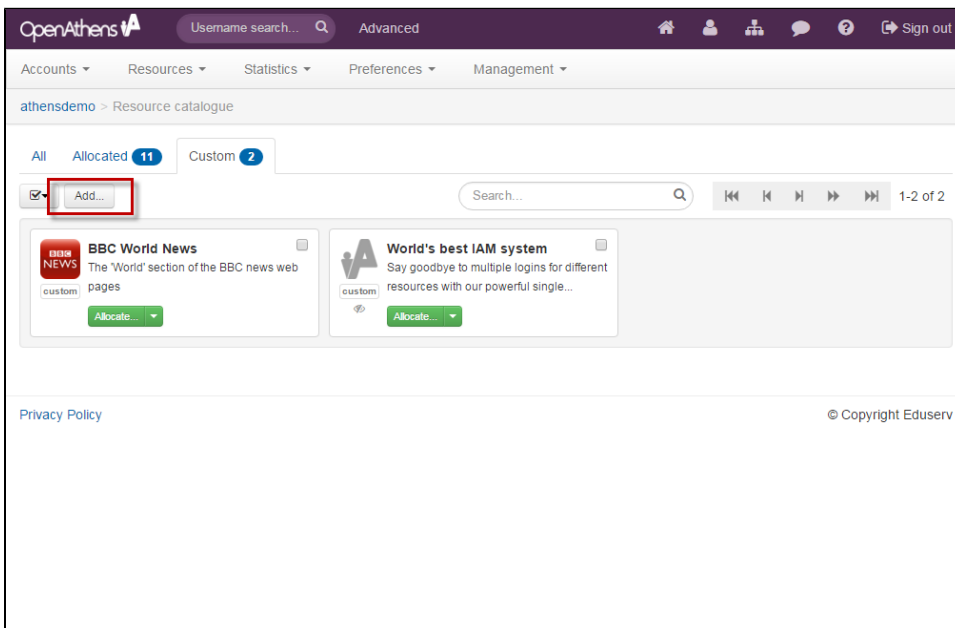 OpenAthens
Username search...
Advanced
Sign out
Accounts
Resources
Statistics
Preferences
Management
athensdemo > Resource catalogue
All
Allocated 11
Custom 2
Add...
Search...
1-2 of 2
BBC NEWS
custom
BBC World News
The 'World' section of the BBC news web
pages
Allocate...
custom
World's best IAM system
Say goodbye to multiple logins for different
resources with our powerful single...
Allocate...
Privacy Policy
© Copyright Eduserv